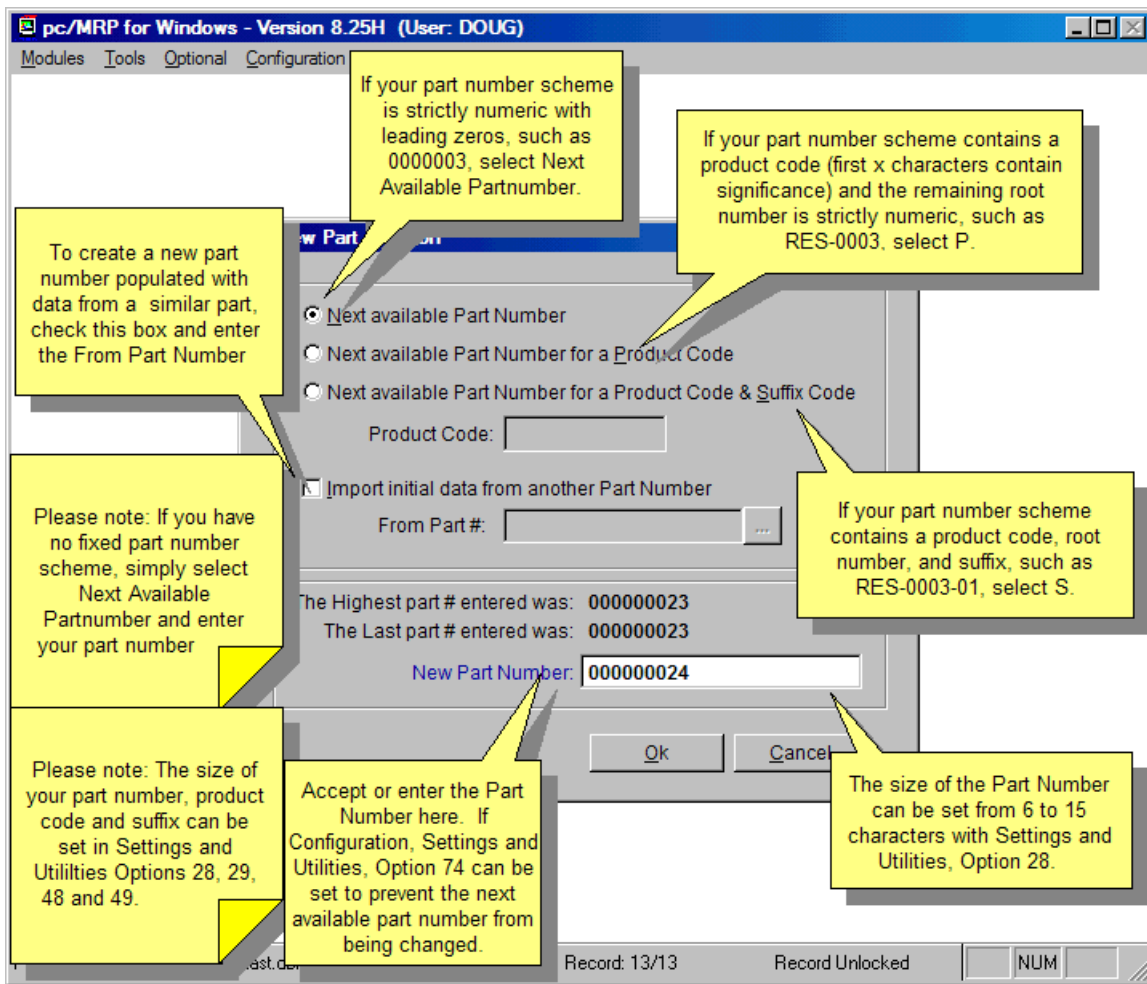 pc/MRP for Windows - Version 8.25H (User: DOUG)
Modules Tools Optional Configuration
If your part number scheme
is strictly numeric with
leading zeros, such as
0000003, select Next
Available Partnumber.
If your part number scheme contains a
product code (first x characters contain
significance) and the remaining root
number is strictly numeric, such as
RES-0003, select P.
To create a new part
number populated with
data from a similar part,
check this box and enter
the From Part Number
Part
Next available Part Number
Next available Part Number for a Product Code
Next available Part Number for a Product Code & Suffix Code
Product Code:
Import initial data from another Part Number
From Part #: ...
Please note: If you have
no fixed part number
scheme, simply select
Next Available
Partnumber and enter
your part number
If your part number scheme
contains a product code, root
number, and suffix, such as
RES-0003-01, select S.
The Highest part # entered was: 000000023
The Last part # entered was: 000000023
New Part Number: 000000024
Ok Cancel
Please note: The size of
your part number, product
code and suffix can be
set in Settings and
Utililties Options 28, 29,
48 and 49.
Accept or enter the Part
Number here. If
Configuration, Settings and
Utilities, Option 74 can be
set to prevent the next
available part number from
being changed.
The size of the Part Number
can be set from 6 to 15
characters with Settings and
Utilities, Option 28.
Record: 13/13 Record Unlocked NUM